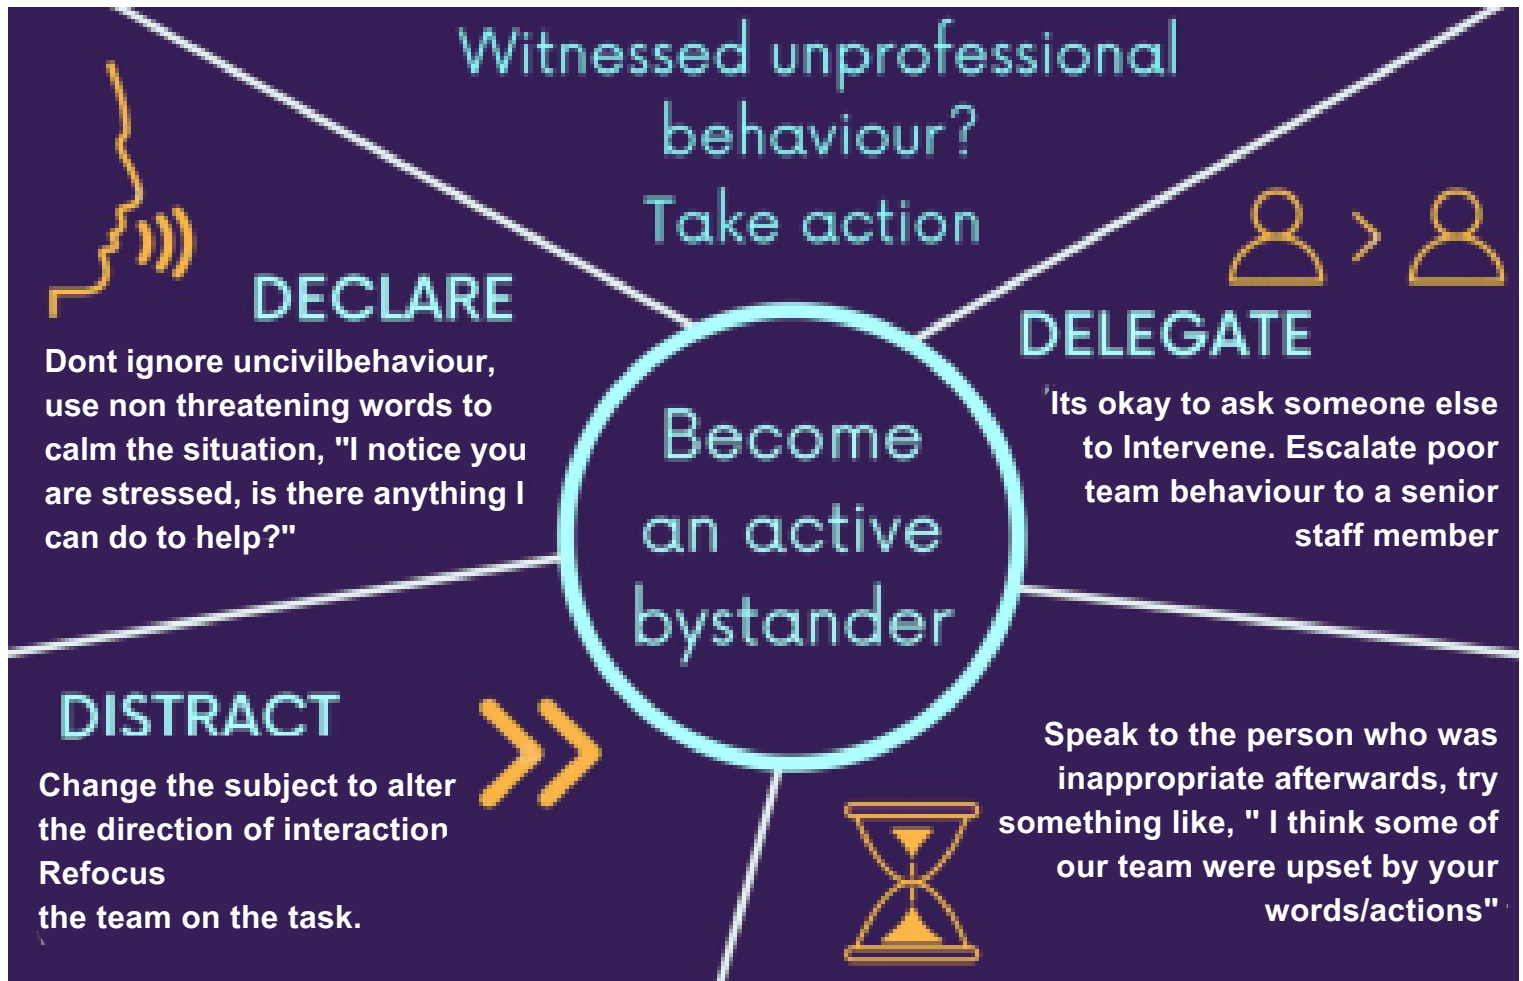 Witnessed unprofessional
behaviour?
Take action
DECLARE
Dont ignore uncivilbehaviour,
use non threatening words to
calm the situation, "I notice you
are stressed, is there anything I
can do to help?"
DELEGATE
'Its okay to ask someone else
to Intervene. Escalate poor
team behaviour to a senior
staff member
Become
an active
bystander
DISTRACT
Change the subject to alter
the direction of interaction
Refocus
the team on the task.
Speak to the person who was
inappropriate afterwards, try
something like, " I think some of
our team were upset by your
words/actions"